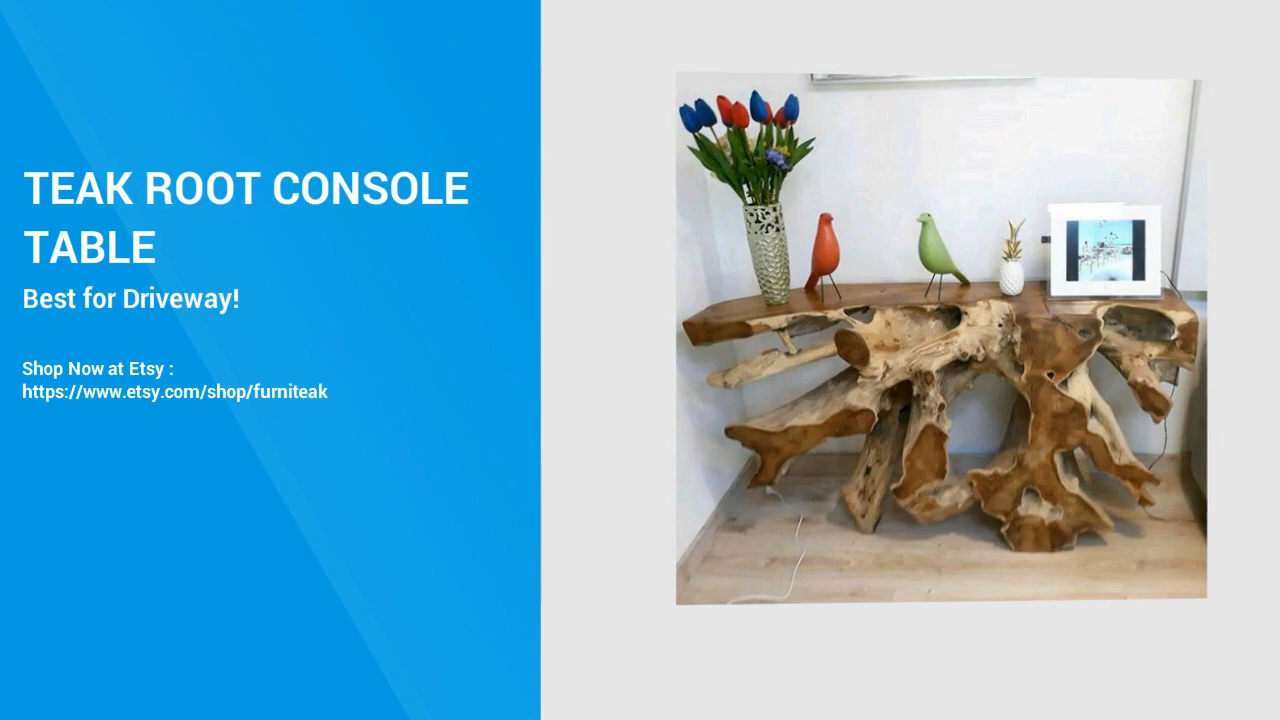 TEAK ROOT CONSOLE
TABLE
Best for Driveway!
Shop Now at Etsy :
https://www.etsy.com/shop/furniteak